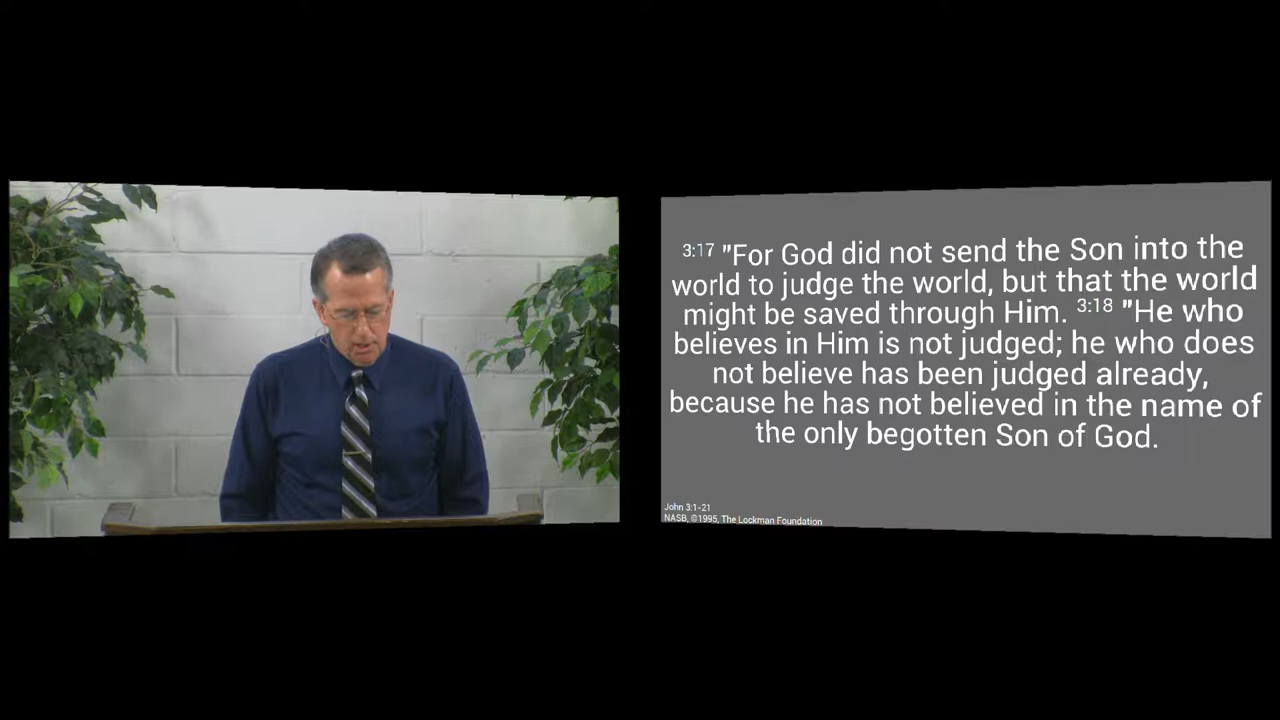 3:17 "For God did not send the Son into the
world to judge the world, but that the world
might be saved through Him. 3:18 "He who
believes in Him is not judged; he who does
not believe has been judged already,
because he has not believed in the name of
the only begotten Son of God.
John 3:1-21
NASB, ©1995, The Lockman Foundation